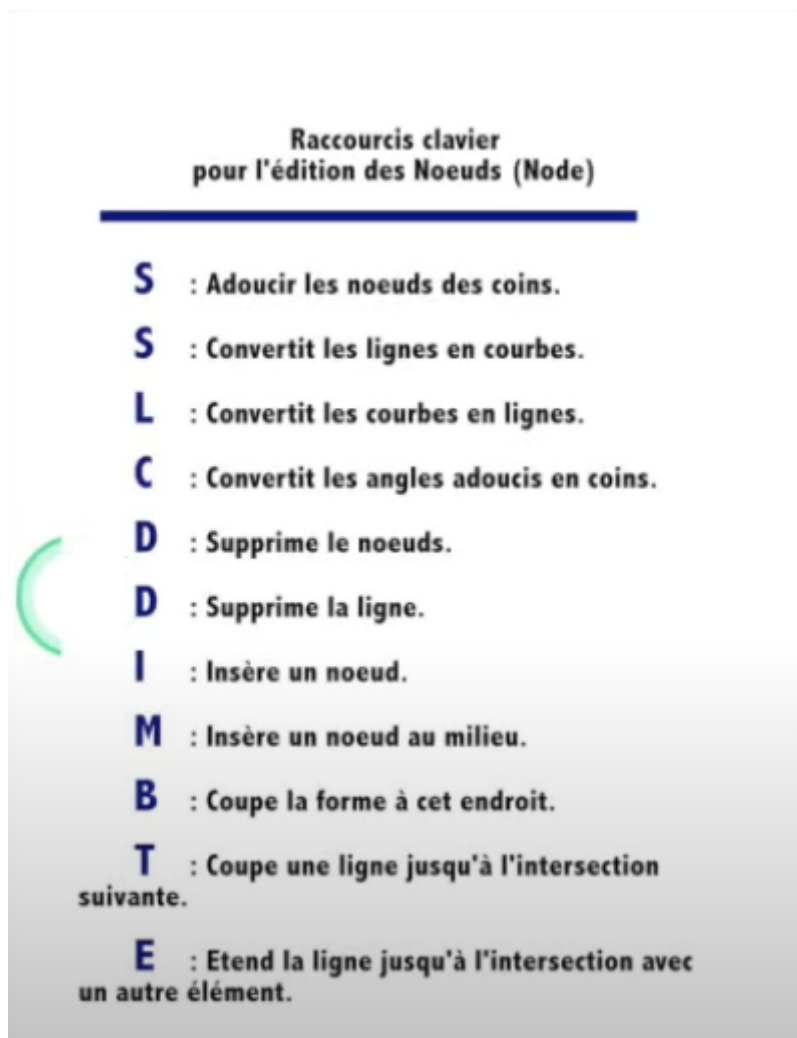 Raccourcis clavier
pour l'édition des Noeuds (Node)
S : Adoucir les noeuds des coins.
S : Convertit les lignes en courbes.
L : Convertit les courbes en lignes.
C : Convertit les angles adoucis en coins.
D : Supprime le noeuds.
D : Supprime la ligne.
I : Insère un noeud.
M : Insère un noeud au milieu.
B : Coupe la forme à cet endroit.
T : Coupe une ligne jusqu'à l'intersection
suivante.
E : Etend la ligne jusqu'à l'intersection avec
un autre élément.